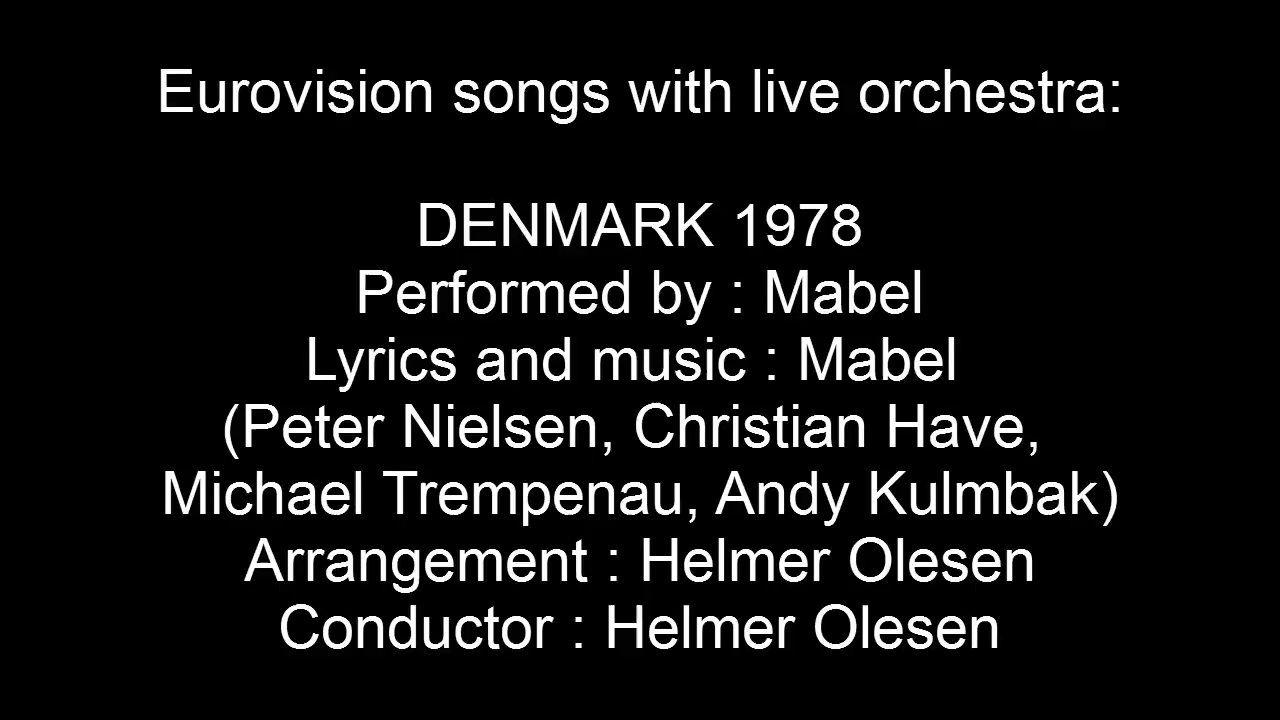 Eurovision songs with live orchestra:
DENMARK 1978
Performed by : Mabel
Lyrics and music : Mabel
(Peter Nielsen, Christian Have,
Michael Trempenau, Andy Kulmbak)
Arrangement : Helmer Olesen
Conductor : Helmer Olesen